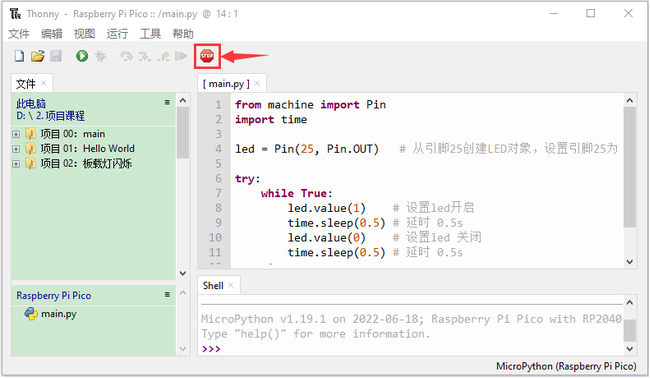 Thonny - Raspberry Pi Pico :: /main.py @ 14 : 1
文件 编辑 视图 运行 工具 帮助
STOP
文件
此电脑
D: \ 2. 项目课程
项目 00: main
项目 01: Hello World
项目 02: 板载灯闪烁
Raspberry Pi Pico
main.py
[ main.py ]
1 from machine import Pin
2 import time
3
4 led = Pin(25, Pin.OUT) # 从引脚25创建LED对象，设置引脚25为
5
6 try:
7 while True:
8 led.value(1) # 设置led开启
9 time.sleep(0.5) # 延时 0.5s
10 led.value(0) # 设置led 关闭
11 time.sleep(0.5) # 延时 0.5s
Shell
MicroPython v1.19.1 on 2022-06-18; Raspberry Pi Pico with RP2040
Type "help()" for more information.
>>>
MicroPython (Raspberry Pi Pico)